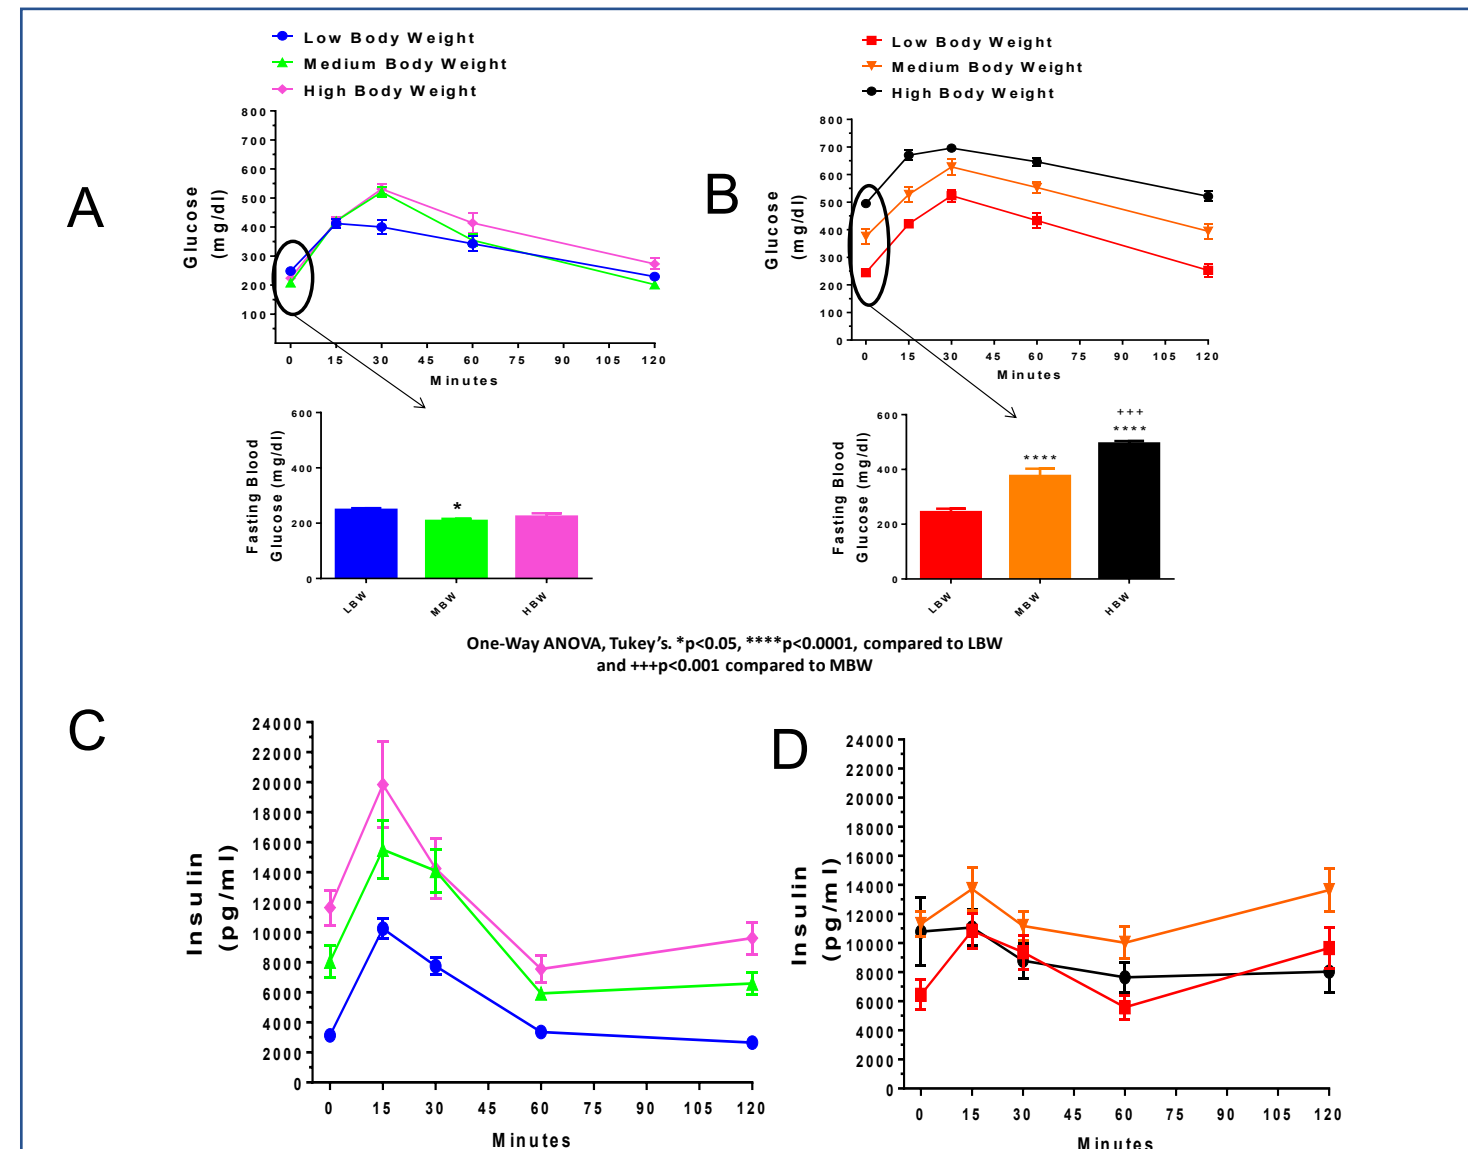 A
Low Body Weight
Medium Body Weight
High Body Weight
Glucose
(mg/dl)
800
700
600
500
400
300
200
100
0 15 30 45 60 75 90 105 120
Minutes
Fasting Blood
Glucose (mg/dl)
600
400
200
0
*
LBW MBW HBW
B
Low Body Weight
Medium Body Weight
High Body Weight
Glucose
(mg/dl)
800
700
600
500
400
300
200
100
0
0 15 30 45 60 75 90 105 120
Minutes
Fasting Blood
Glucose (mg/dl)
600
400
200
0
****
+++
****
LBW MBW HBW
One-Way ANOVA, Tukey’s. *p<0.05, ****p<0.0001, compared to LBW
and +++p<0.001 compared to MBW
C
Insulin
(pg/ml)
24000
22000
20000
18000
16000
14000
12000
10000
8000
6000
4000
2000
0
0 15 30 45 60 75 90 105 120
Minutes
D
Insulin
(pg/ml)
24000
22000
20000
18000
16000
14000
12000
10000
8000
6000
4000
2000
0
0 15 30 45 60 75 90 105 120
Minutes